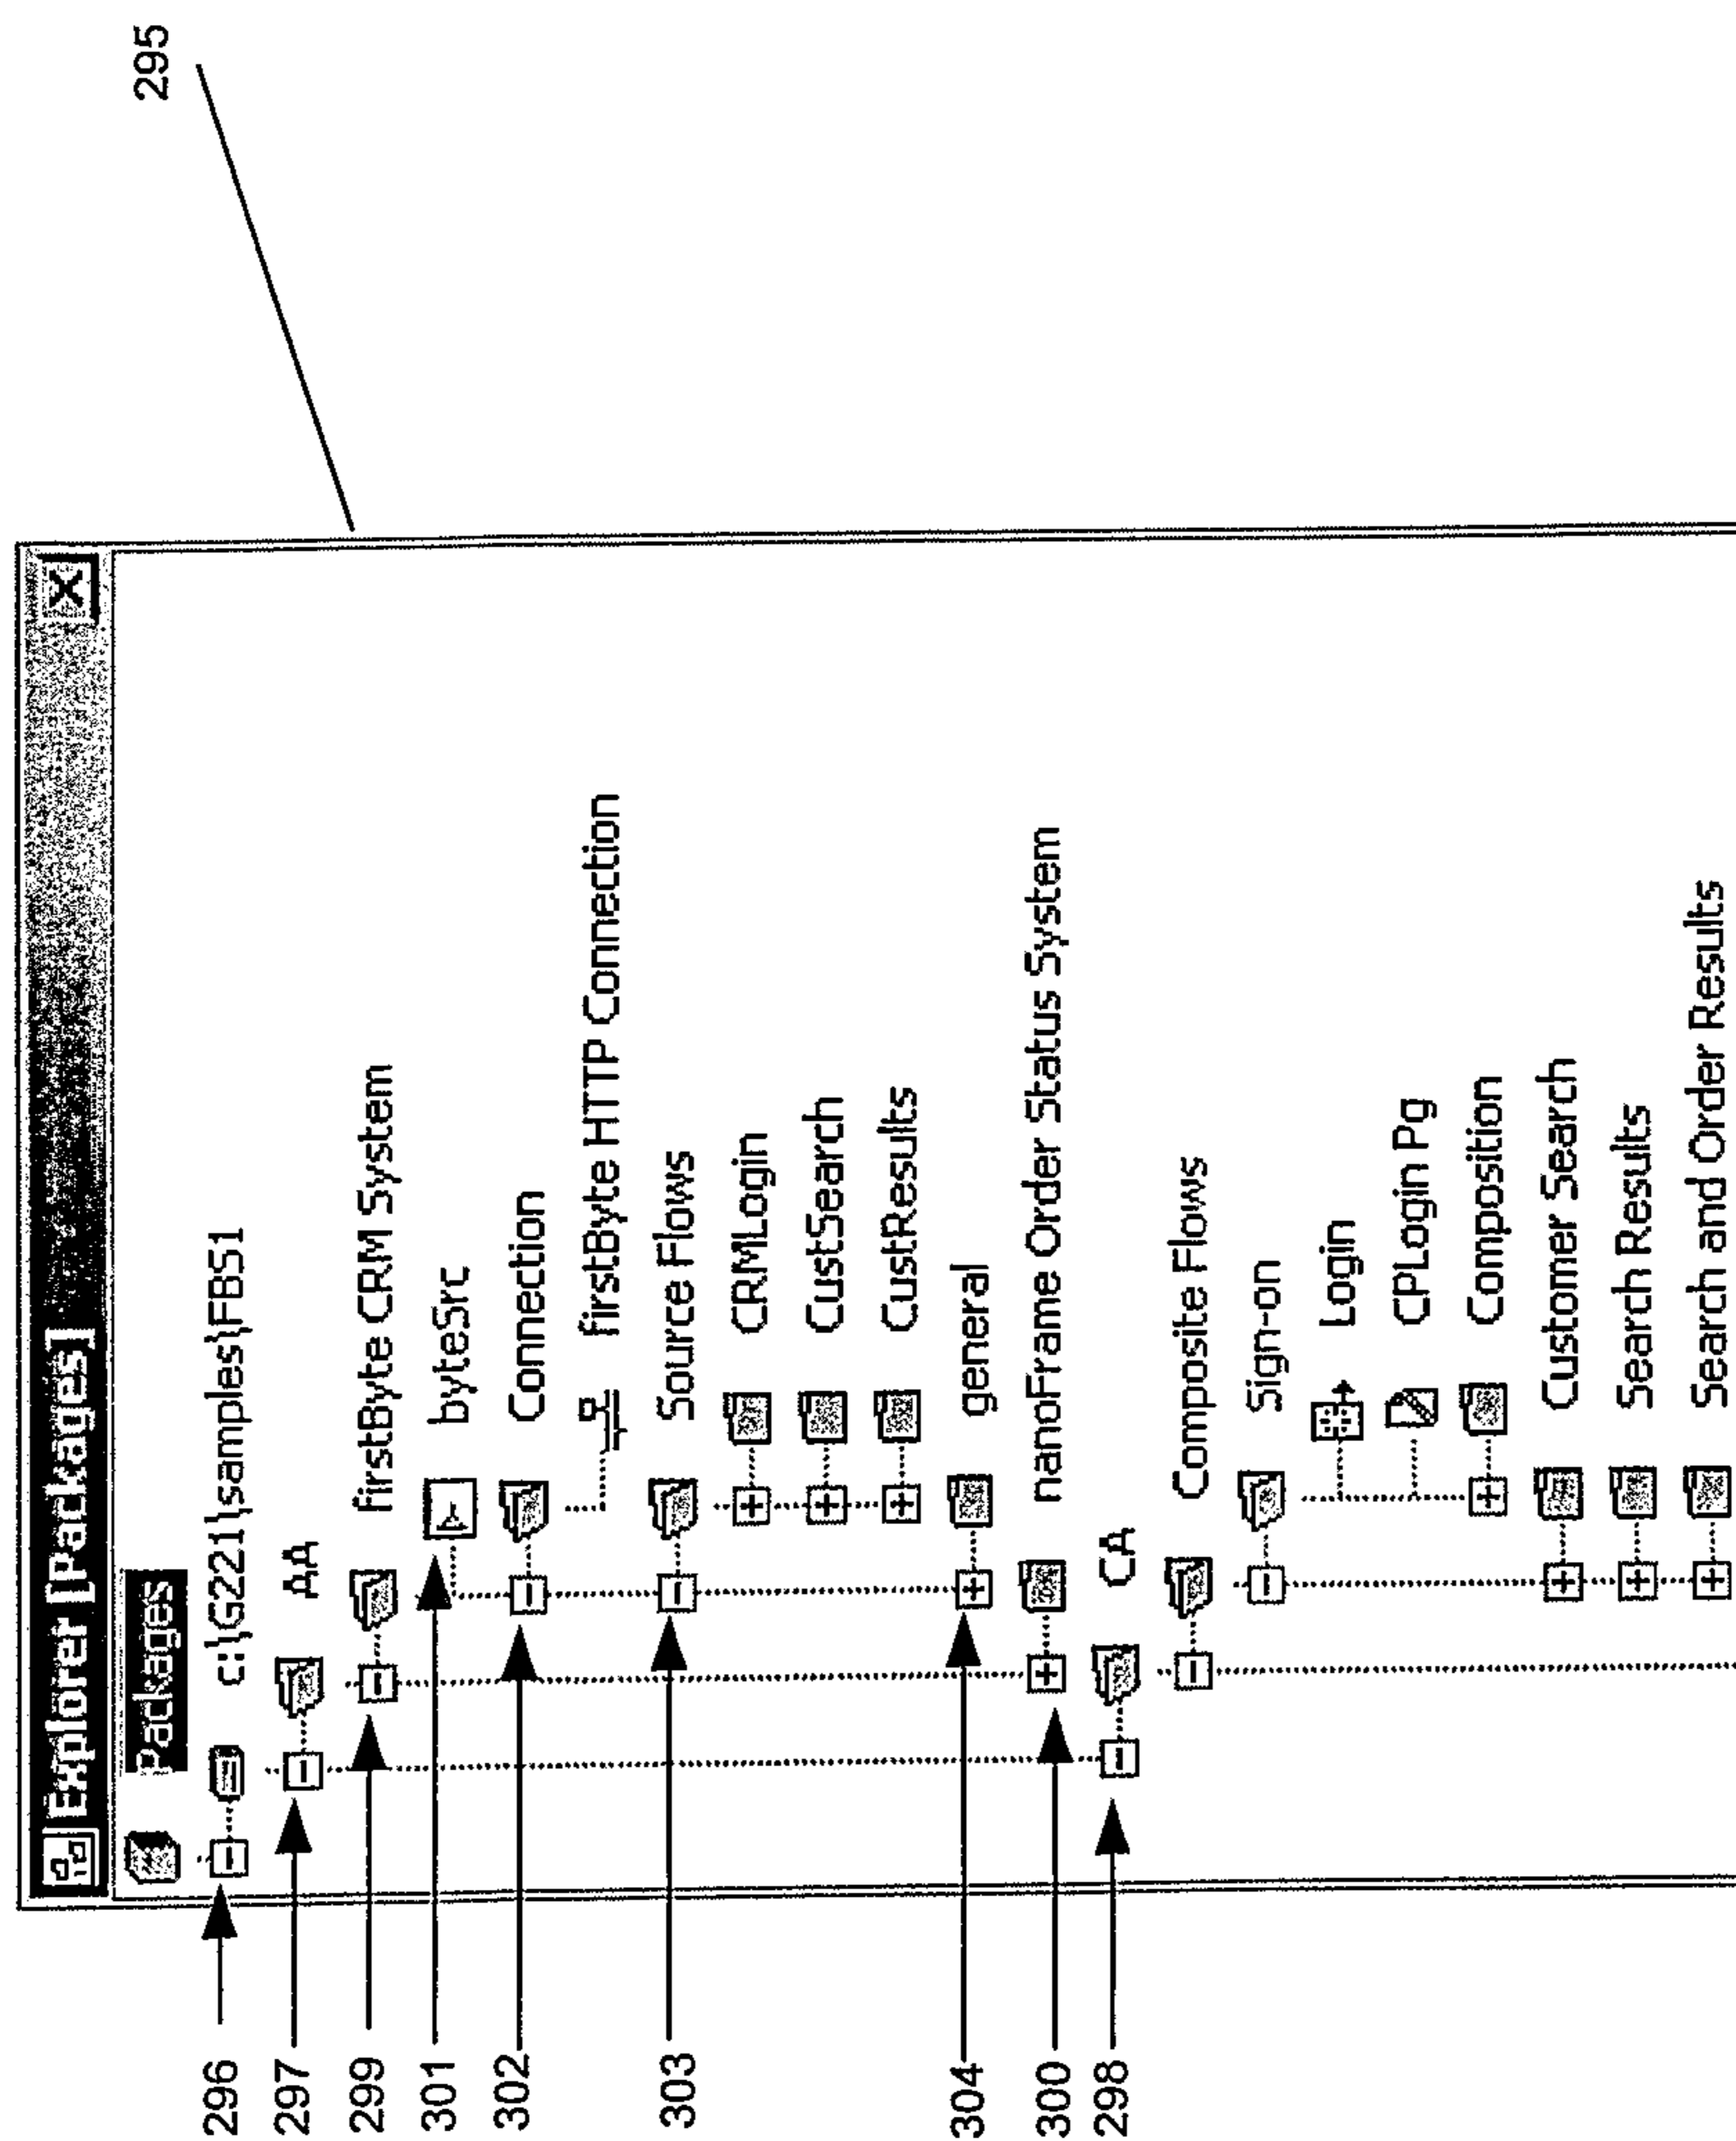 295
Explorer [Packages]
Packages
296 c:\G221\samples\FBS1
297 AA
299 firstByte CRM System
301 byteSrc
302 Connection
firstByte HTTP Connection
303 Source Flows
CRMLogin
CustSearch
CustResults
304 general
300 nanoFrame Order Status System
298 CA
Composite Flows
Sign-on
Login
CPLogin Pg
Composition
Customer Search
Search Results
Search and Order Results